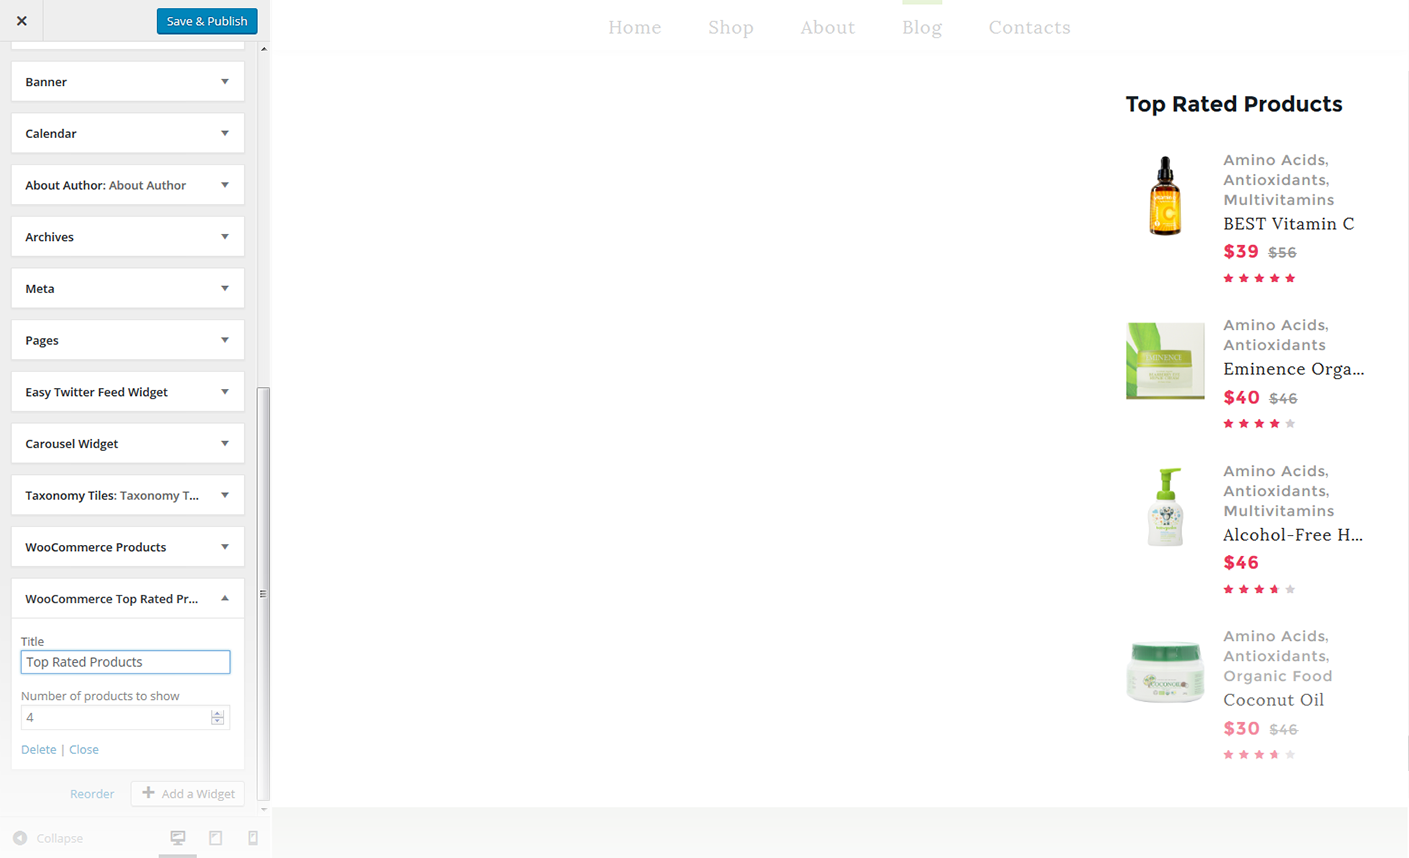 Save & Publish
Home
Shop
About
Blog
Contacts
Banner
Calendar
About Author: About Author
Archives
Meta
Pages
Easy Twitter Feed Widget
Carousel Widget
Taxonomy Tiles: Taxonomy T...
WooCommerce Products
WooCommerce Top Rated Pr...
Title
Top Rated Products
Number of products to show
4
Delete | Close
Reorder
Add a Widget
Collapse
Top Rated Products
Amino Acids,
Antioxidants,
Multivitamins
BEST Vitamin C
$39 $56
EMINENCE
Amino Acids,
Antioxidants
Eminence Orga...
$40 $46
Amino Acids,
Antioxidants,
Multivitamins
Alcohol-Free H...
$46
Amino Acids,
Antioxidants,
Organic Food
Coconut Oil
$30 $46